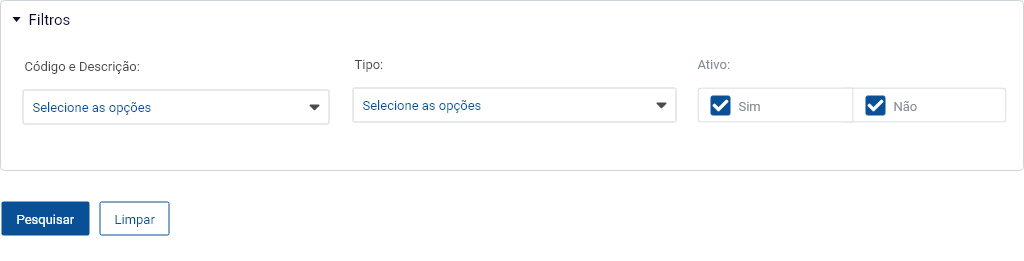 Filtros
Código e Descrição:
Tipo:
Ativo:
Selecione as opções
Selecione as opções
Sim
Não
Pesquisar
Limpar